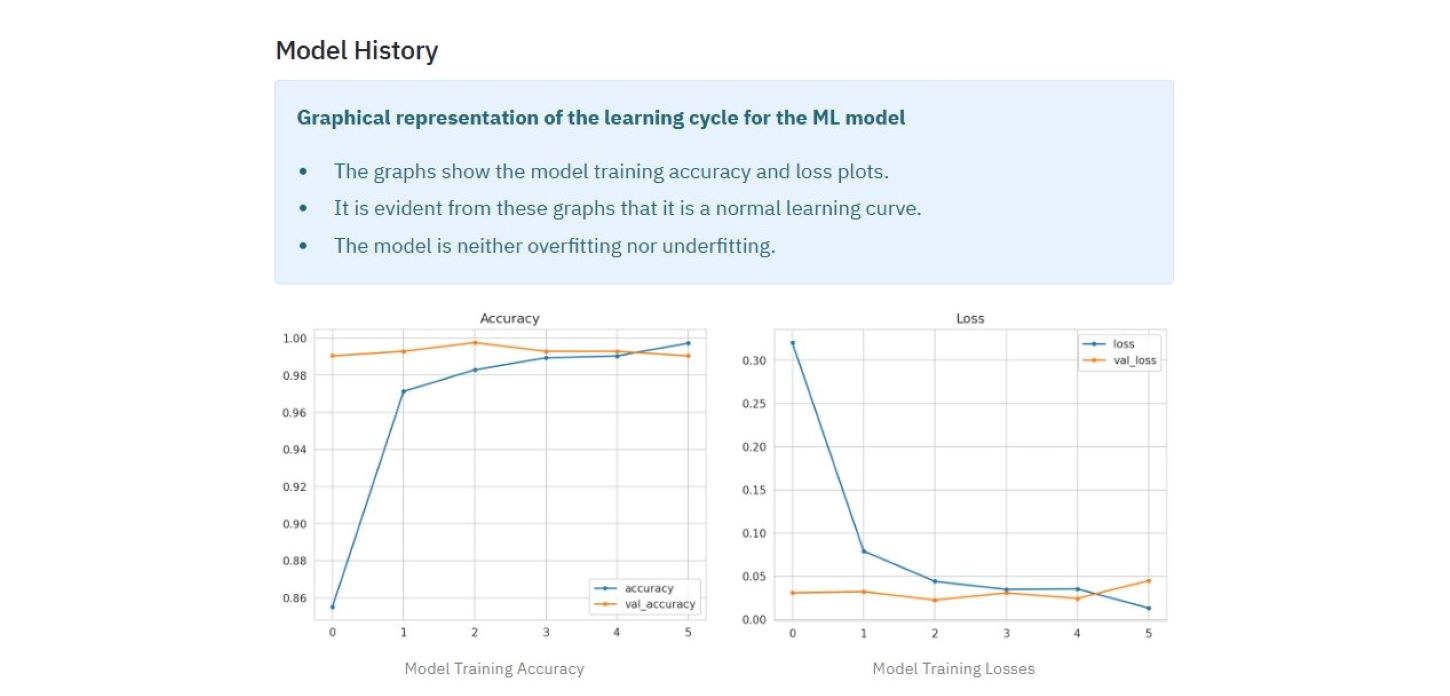 Model History
Graphical representation of the learning cycle for the ML model
• The graphs show the model training accuracy and loss plots.
• It is evident from these graphs that it is a normal learning curve.
• The model is neither overfitting nor underfitting.
Accuracy
1.00
0.98
0.96
0.94
0.92
0.90
0.88
0.86
accuracy
val_accuracy
0 1 2 3 4 5
Model Training Accuracy
Loss
loss
val_loss
0.30
0.25
0.20
0.15
0.10
0.05
0.00
0 1 2 3 4 5
Model Training Losses